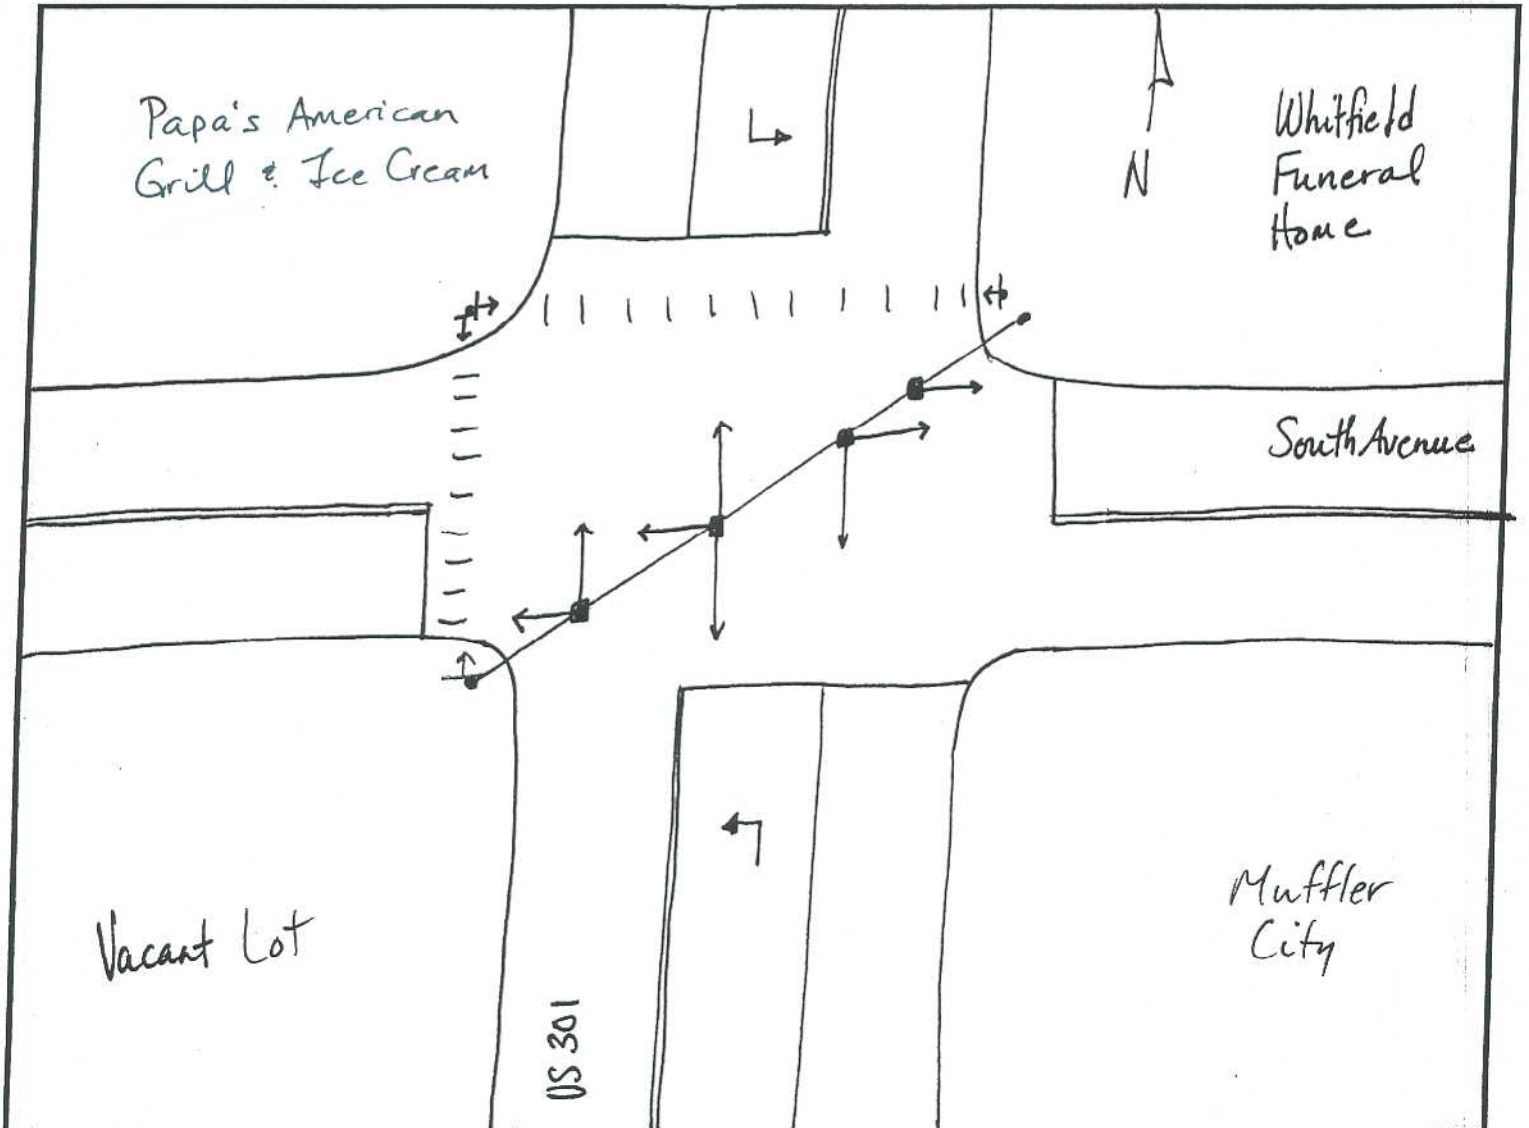 Papa's American
Grill & Ice Cream
N
Whitfield
Funeral
Home
South Avenue
Vacant Lot
US 301
Muffler
City